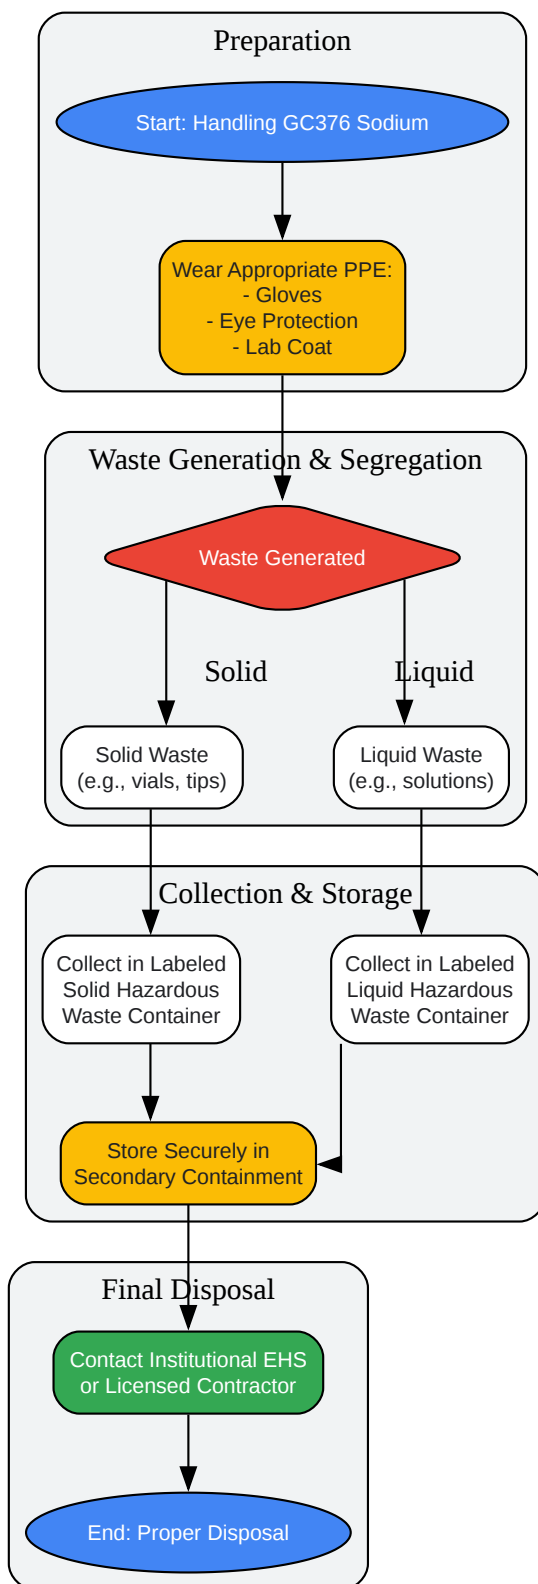 Preparation
Start: Handling GC376 Sodium
Wear Appropriate PPE:
- Gloves
- Eye Protection
- Lab Coat
Waste Generation & Segregation
Waste Generated
Solid
Liquid
Solid Waste
(e.g., vials, tips)
Liquid Waste
(e.g., solutions)
Collection & Storage
Collect in Labeled
Solid Hazardous
Waste Container
Collect in Labeled
Liquid Hazardous
Waste Container
Store Securely in
Secondary Containment
Final Disposal
Contact Institutional EHS
or Licensed Contractor
End: Proper Disposal